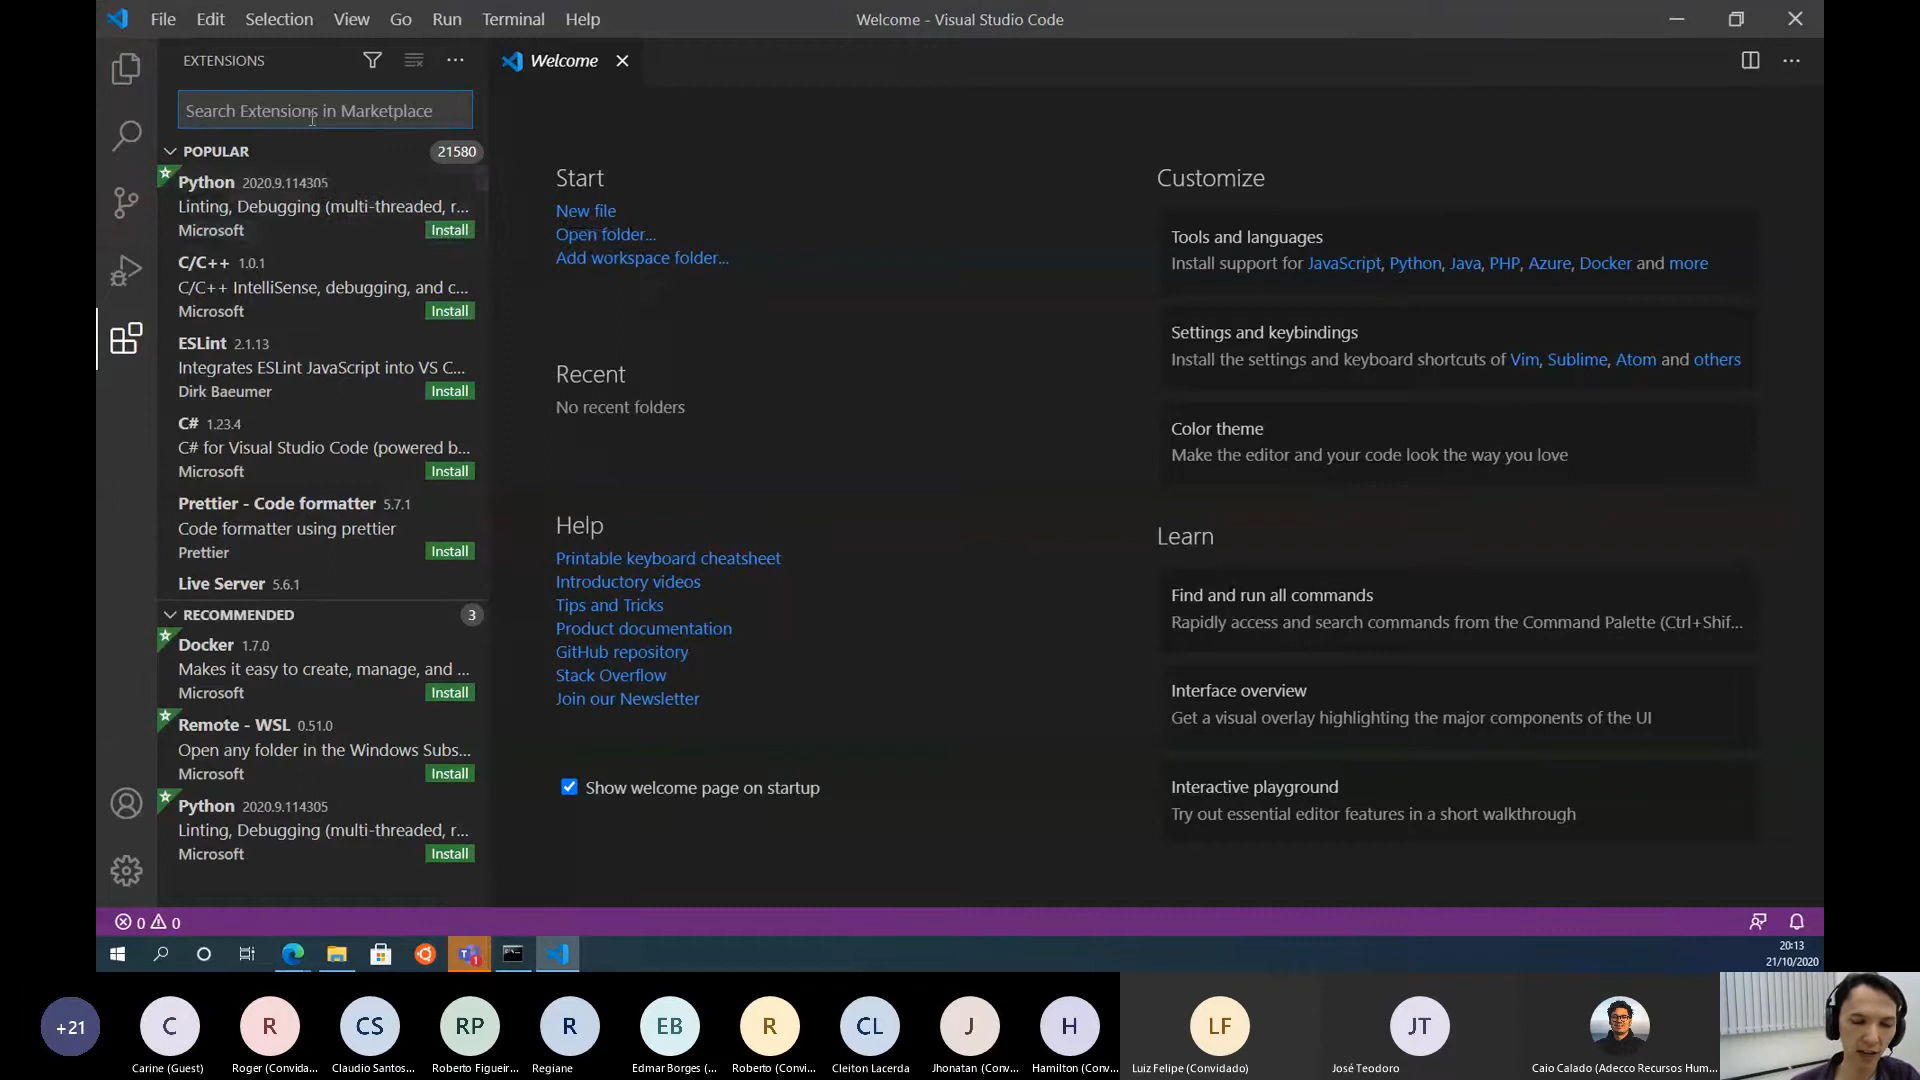 File Edit Selection View Go Run Terminal Help
Welcome - Visual Studio Code
EXTENSIONS
Welcome
Search Extensions in Marketplace
POPULAR 21580
Python 2020.9.114305
Linting, Debugging (multi-threaded, r...
Microsoft Install
C/C++ 1.0.1
C/C++ IntelliSense, debugging, and c...
Microsoft Install
ESLint 2.1.13
Integrates ESLint JavaScript into VS C...
Dirk Baeumer Install
C# 1.23.4
C# for Visual Studio Code (powered b...
Microsoft Install
Prettier - Code formatter 5.7.1
Code formatter using prettier
Prettier Install
Live Server 5.6.1
RECOMMENDED 3
Docker 1.7.0
Makes it easy to create, manage, and ...
Microsoft Install
Remote - WSL 0.51.0
Open any folder in the Windows Subs...
Microsoft Install
Python 2020.9.114305
Linting, Debugging (multi-threaded, r...
Microsoft Install
Start
New file
Open folder...
Add workspace folder...
Recent
No recent folders
Help
Printable keyboard cheatsheet
Introductory videos
Tips and Tricks
Product documentation
GitHub repository
Stack Overflow
Join our Newsletter
Show welcome page on startup
Customize
Tools and languages
Install support for JavaScript, Python, Java, PHP, Azure, Docker and more
Settings and keybindings
Install the settings and keyboard shortcuts of Vim, Sublime, Atom and others
Color theme
Make the editor and your code look the way you love
Learn
Find and run all commands
Rapidly access and search commands from the Command Palette (Ctrl+Shif...
Interface overview
Get a visual overlay highlighting the major components of the UI
Interactive playground
Try out essential editor features in a short walkthrough
0 0
1
20:13
21/10/2020
+21 C R CS RP R EB R CL J H LF JT
Carine (Guest) Roger (Convida... Claudio Santos... Roberto Figueir... Regiane Edmar Borges (... Roberto (Convi... Cleiton Lacerda Jhonatan (Conv... Hamilton (Conv... Luiz Felipe (Convidado) José Teodoro Caio Calado (Adecco Recursos Hum...